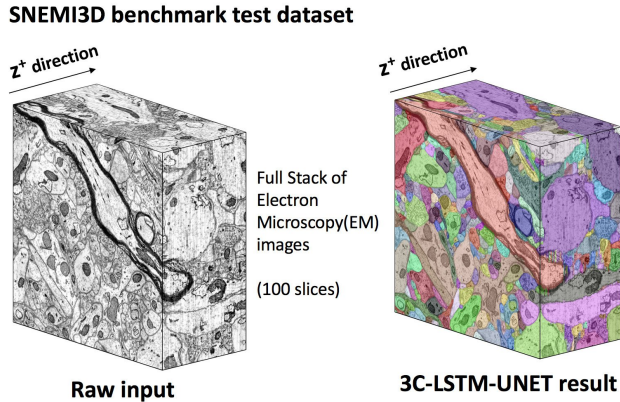 SNEMI3D benchmark test dataset
z+ direction
z+ direction
Full Stack of
Electron
Microscopy(EM)
images
(100 slices)
Raw input
3C-LSTM-UNET result